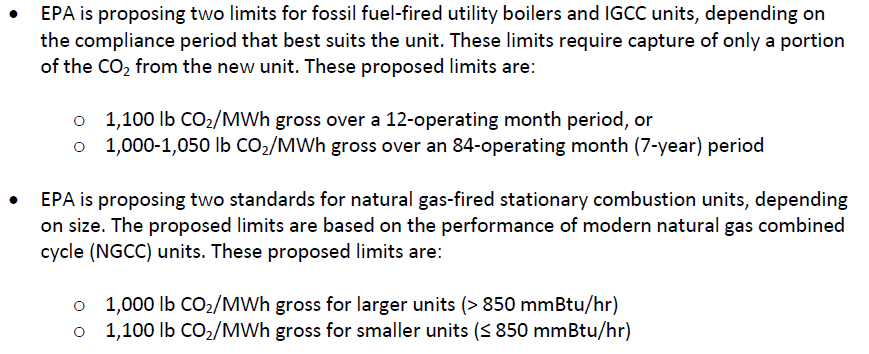 • EPA is proposing two limits for fossil fuel-fired utility boilers and IGCC units, depending on
the compliance period that best suits the unit. These limits require capture of only a portion
of the CO₂ from the new unit. These proposed limits are:
o 1,100 lb CO₂/MWh gross over a 12-operating month period, or
o 1,000-1,050 lb CO₂/MWh gross over an 84-operating month (7-year) period
• EPA is proposing two standards for natural gas-fired stationary combustion units, depending
on size. The proposed limits are based on the performance of modern natural gas combined
cycle (NGCC) units. These proposed limits are:
o 1,000 lb CO₂/MWh gross for larger units (> 850 mmBtu/hr)
o 1,100 lb CO₂/MWh gross for smaller units (≤ 850 mmBtu/hr)